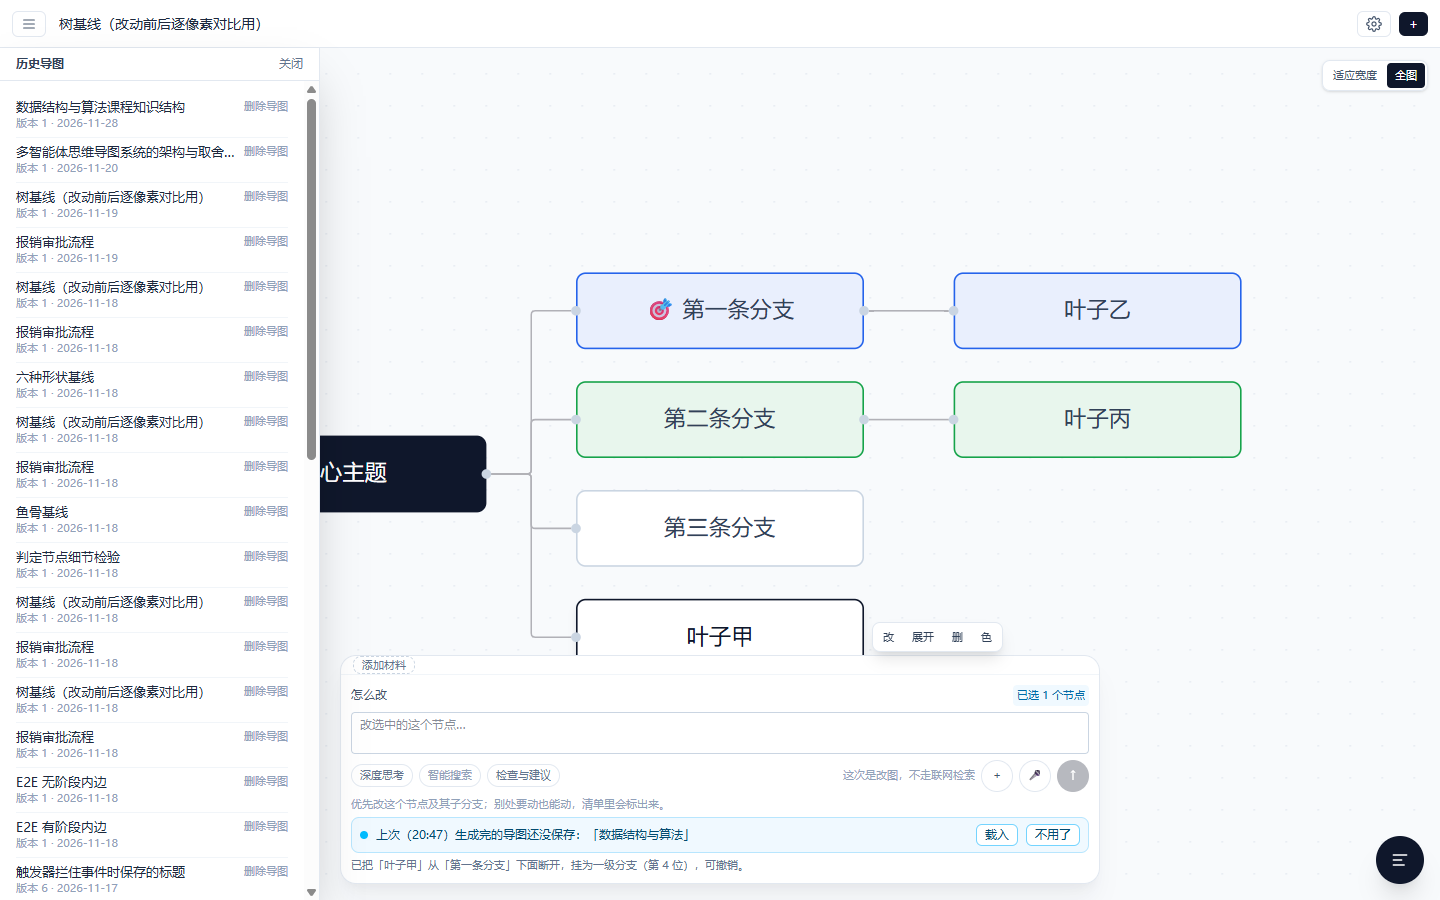 树基线（改动前后逐像素对比用）
+
历史导图
关闭
数据结构与算法课程知识结构
删除导图
版本 1 · 2026-11-28
多智能体思维导图系统的架构与取舍...
删除导图
版本 1 · 2026-11-20
树基线（改动前后逐像素对比用）
删除导图
版本 1 · 2026-11-19
报销审批流程
删除导图
版本 1 · 2026-11-19
树基线（改动前后逐像素对比用）
删除导图
版本 1 · 2026-11-18
报销审批流程
删除导图
版本 1 · 2026-11-18
六种形状基线
删除导图
版本 1 · 2026-11-18
树基线（改动前后逐像素对比用）
删除导图
版本 1 · 2026-11-18
报销审批流程
删除导图
版本 1 · 2026-11-18
鱼骨基线
删除导图
版本 1 · 2026-11-18
判定节点细节检验
删除导图
版本 1 · 2026-11-18
树基线（改动前后逐像素对比用）
删除导图
版本 1 · 2026-11-18
报销审批流程
删除导图
版本 1 · 2026-11-18
树基线（改动前后逐像素对比用）
删除导图
版本 1 · 2026-11-18
报销审批流程
删除导图
版本 1 · 2026-11-18
E2E 无阶段内边
删除导图
版本 1 · 2026-11-18
E2E 有阶段内边
删除导图
版本 1 · 2026-11-18
触发器拦住事件时保存的标题
删除导图
版本 6 · 2026-11-17
适应宽度
全图
心主题
第一条分支
叶子乙
第二条分支
叶子丙
第三条分支
叶子甲
改 展开 删 色
添加材料
怎么改
已选 1 个节点
改选中的这个节点...
深度思考
智能搜索
检查与建议
这次是改图，不走联网检索
+
↑
优先改这个节点及其子分支；别处要动也能动，清单里会标出来。
上次（20:47）生成完的导图还没保存：「数据结构与算法」
载入
不用了
已把「叶子甲」从「第一条分支」下面断开，挂为一级分支（第 4 位），可撤销。